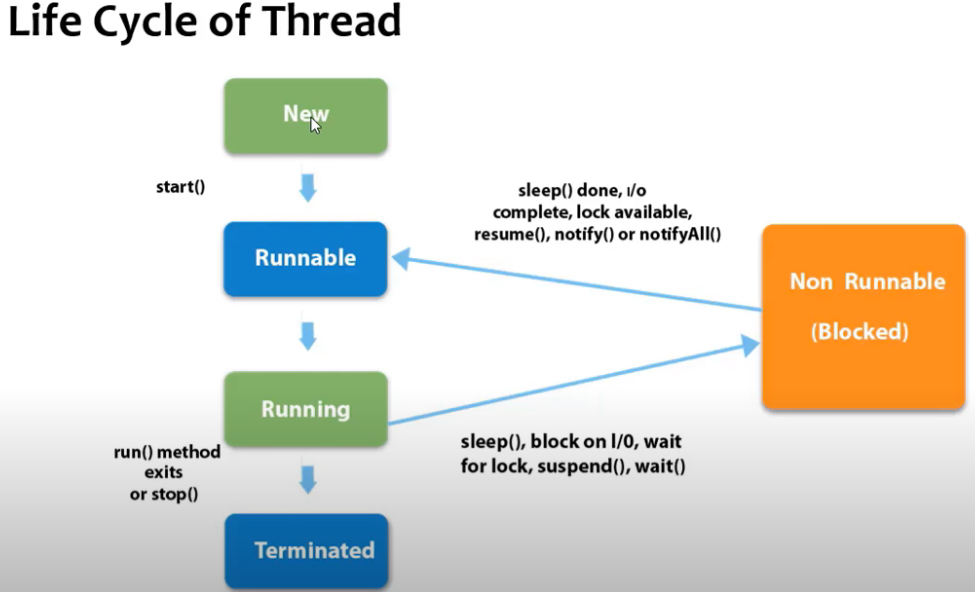 Life Cycle of Thread
New
start()
sleep() done, I/o
complete, lock available,
resume(), notify() or notifyAll()
Runnable
Non Runnable
(Blocked)
Running
run() method
exits
or stop()
sleep(), block on I/0, wait
for lock, suspend(), wait()
Terminated